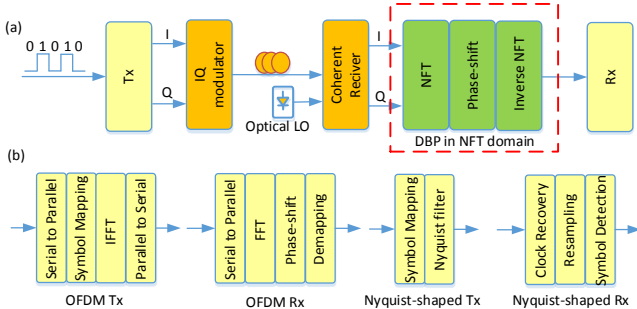 (a)
0 1 0 1 0
Tx
I
Q
IQ
modulator
Optical LO
Coherent
Reciver
I
Q
NFT
Phase-shift
Inverse NFT
DBP in NFT domain
Rx
(b)
Serial to Parallel
Symbol Mapping
IFFT
Parallel to Serial
OFDM Tx
Serial to Parallel
FFT
Phase-shift
Demapping
OFDM Rx
Symbol Mapping
Nyquist filter
Nyquist-shaped Tx
Clock Recovery
Resampling
Symbol Detection
Nyquist-shaped Rx